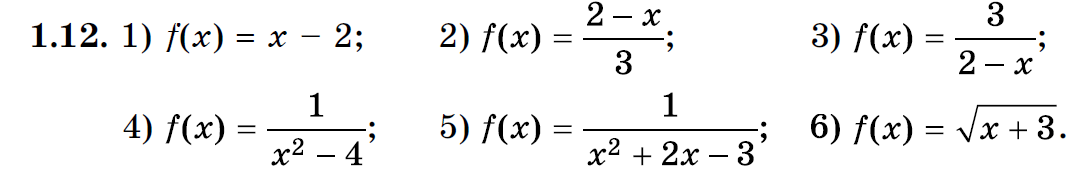 1.12. 1) f(x) = x – 2; 2) f(x) = (2 – x)/3; 3) f(x) = 3/(2 – x);
4) f(x) = 1/(x² – 4); 5) f(x) = 1/(x² + 2x – 3); 6) f(x) = √(x + 3).